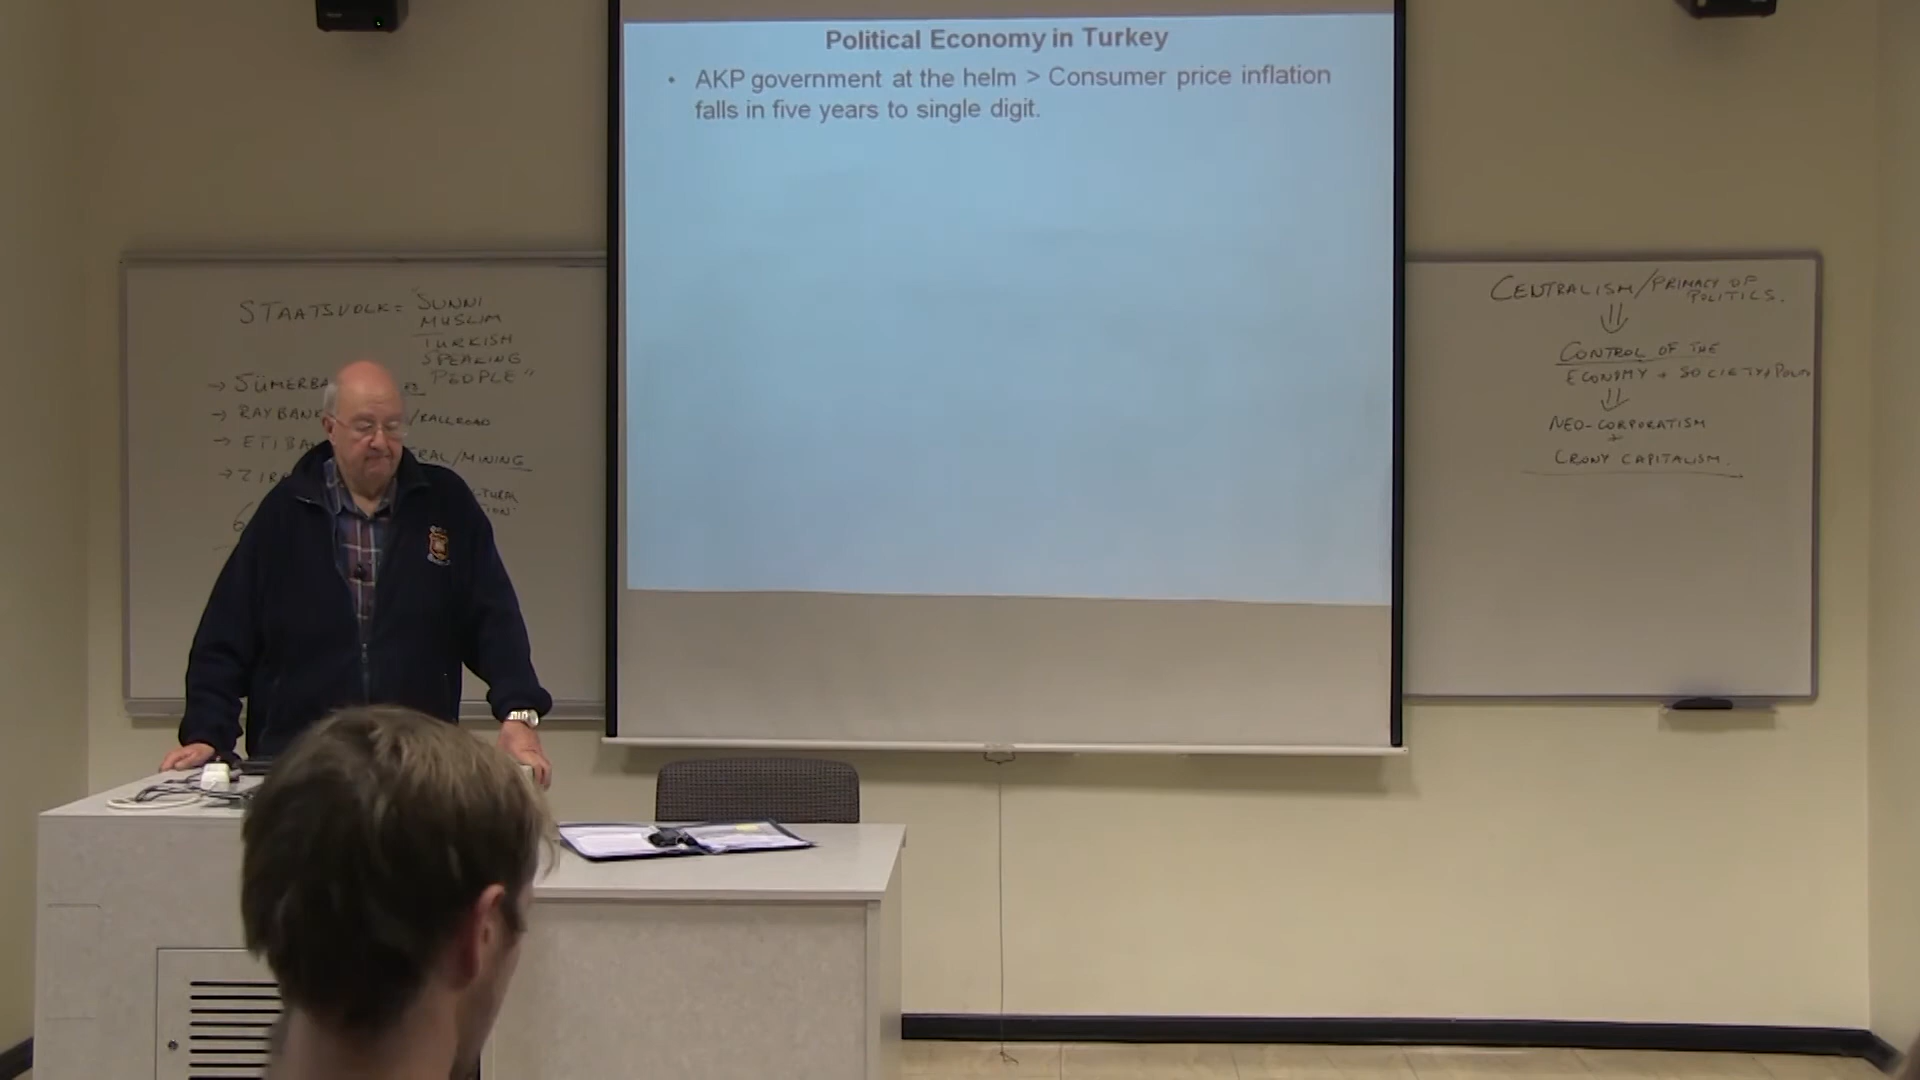 Political Economy in Turkey
• AKP government at the helm > Consumer price inflation
falls in five years to single digit.
STAATSVOLK = "SUNNI
MUSLIM
TURKISH
SPEAKING
PEOPLE"
→ SÜMERBA
→ RAYBANK /RAILROAD
→ ETIBA RAL/MINING
→ ZIR
CENTRALISM/PRIMACY OF
POLITICS.
⇓
CONTROL OF THE
ECONOMY + SOCIETY +
⇓
NEO-CORPORATISM
+
CRONY CAPITALISM.